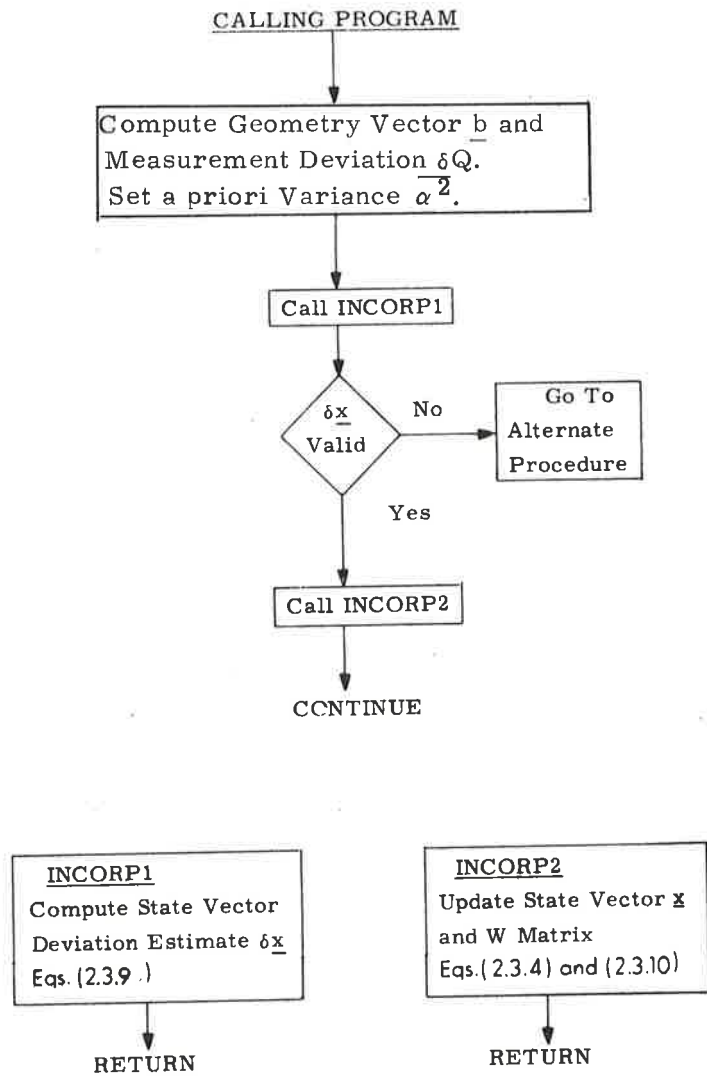 CALLING PROGRAM
Compute Geometry Vector b and
Measurement Deviation δQ.
Set a priori Variance α².
Call INCORP1
δx
Valid
No
Go To
Alternate
Procedure
Yes
Call INCORP2
CONTINUE
INCORP1
Compute State Vector
Deviation Estimate δx
Eqs. (2.3.9 .)
RETURN
INCORP2
Update State Vector x
and W Matrix
Eqs. (2.3.4) and (2.3.10)
RETURN